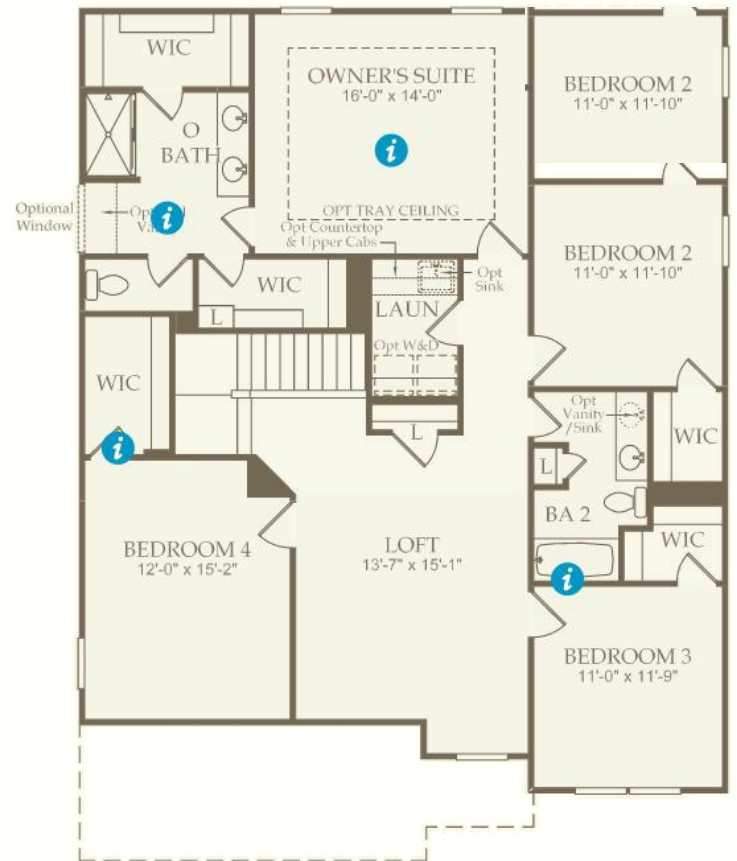 WIC
OWNER'S SUITE
16'-0" x 14'-0"
BEDROOM 2
11'-0" x 11'-10"
O
BATH
i
Optional
Window
i
OPT TRAY CEILING
Opt Countertop
& Upper Cabs
Opt
Sink
BEDROOM 2
11'-0" x 11'-10"
WIC
L
LAUN
Opt W&D
WIC
i
L
Opt
Vanity
/Sink
WIC
L
BA 2
WIC
i
BEDROOM 4
12'-0" x 15'-2"
LOFT
13'-7" x 15'-1"
BEDROOM 3
11'-0" x 11'-9"